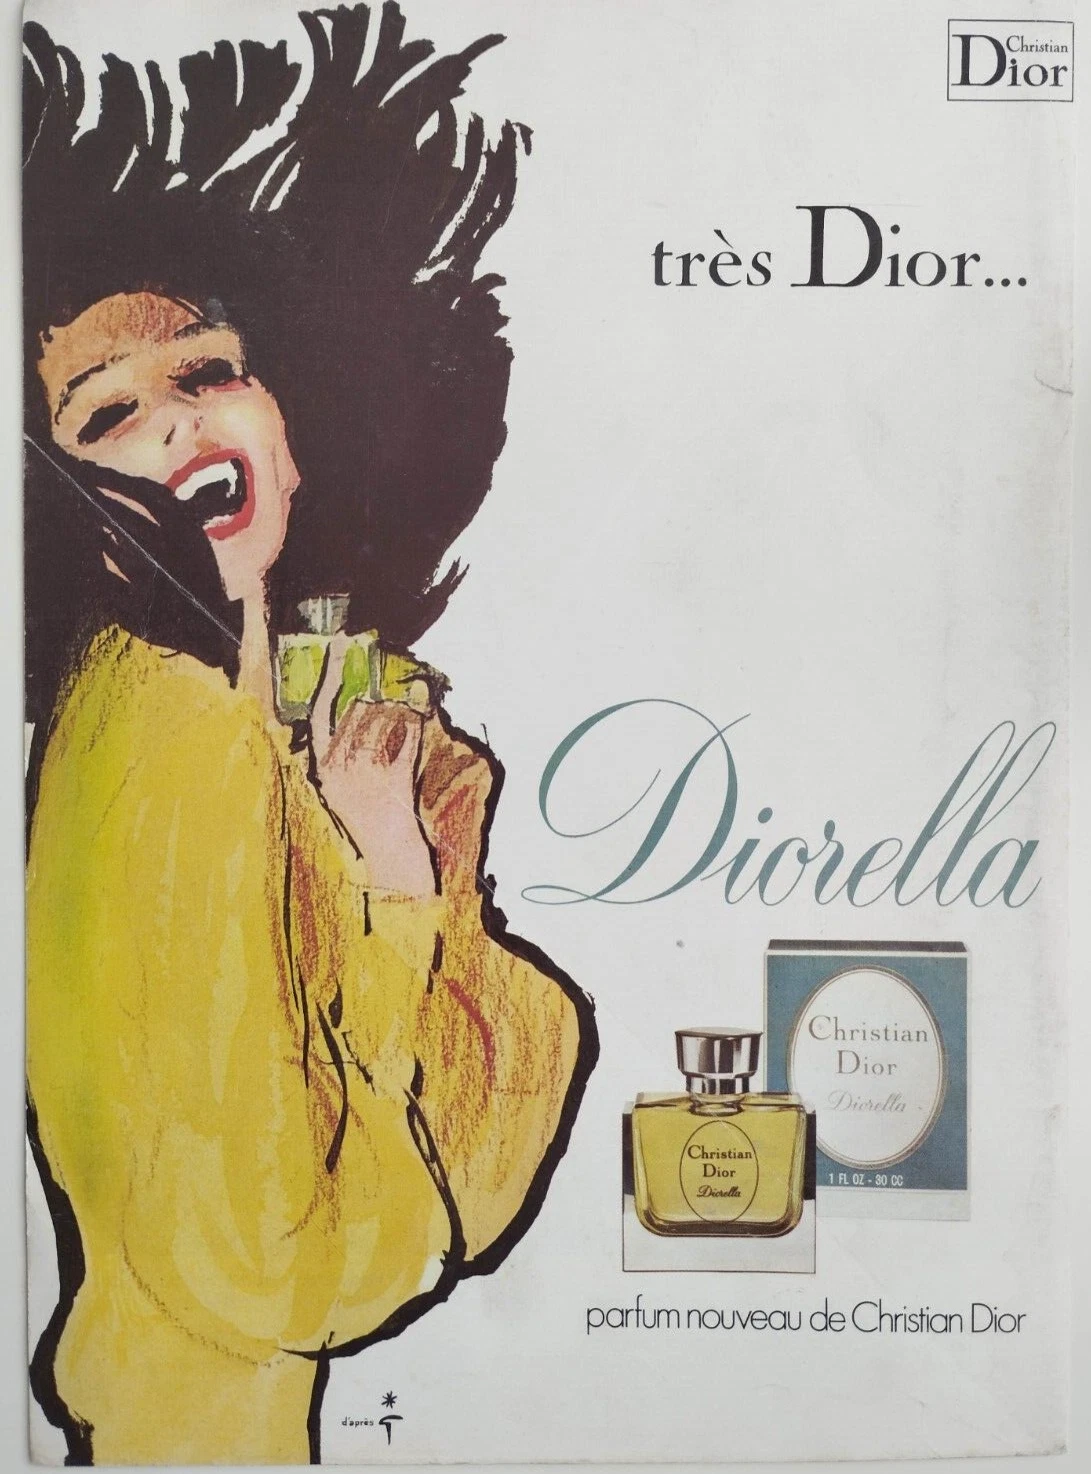 Christian
Dior
très Dior...
Diorella
Christian
Dior
Diorella
1 FL OZ - 30 CC
Christian
Dior
Diorella
parfum nouveau de Christian Dior
d'après